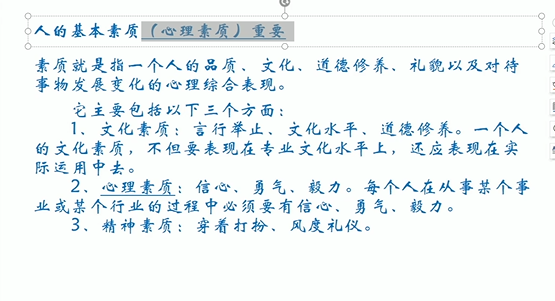 人的基本素质（心理素质）重要
素质就是指一个人的品质、文化、道德修养、礼貌以及对待
事物发展变化的心理综合表现。
它主要包括以下三个方面：
1、文化素质：言行举止、文化水平、道德修养。一个人
的文化素质，不但要表现在专业文化水平上，还应表现在实
际运用中去。
2、心理素质：信心、勇气、毅力。每个人在从事某个事
业或某个行业的过程中必须要有信心、勇气、毅力。
3、精神素质：穿着打扮、风度礼仪。